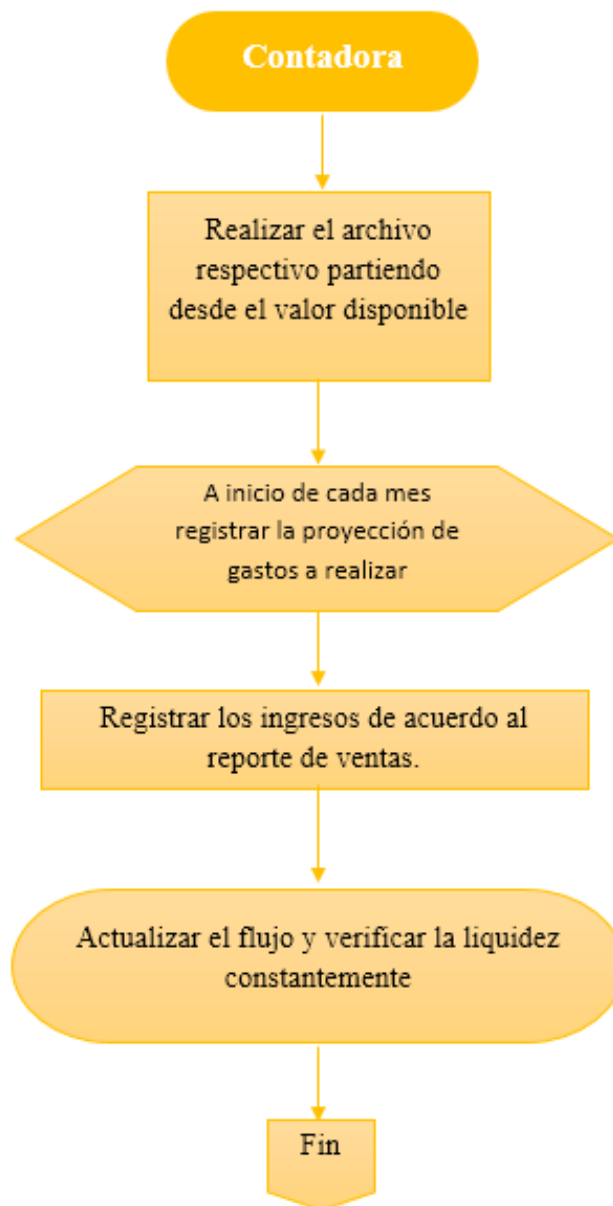 Contadora
Realizar el archivo
respectivo partiendo
desde el valor disponible
A inicio de cada mes
registrar la proyección de
gastos a realizar
Registrar los ingresos de acuerdo al
reporte de ventas.
Actualizar el flujo y verificar la liquidez
constantemente
Fin